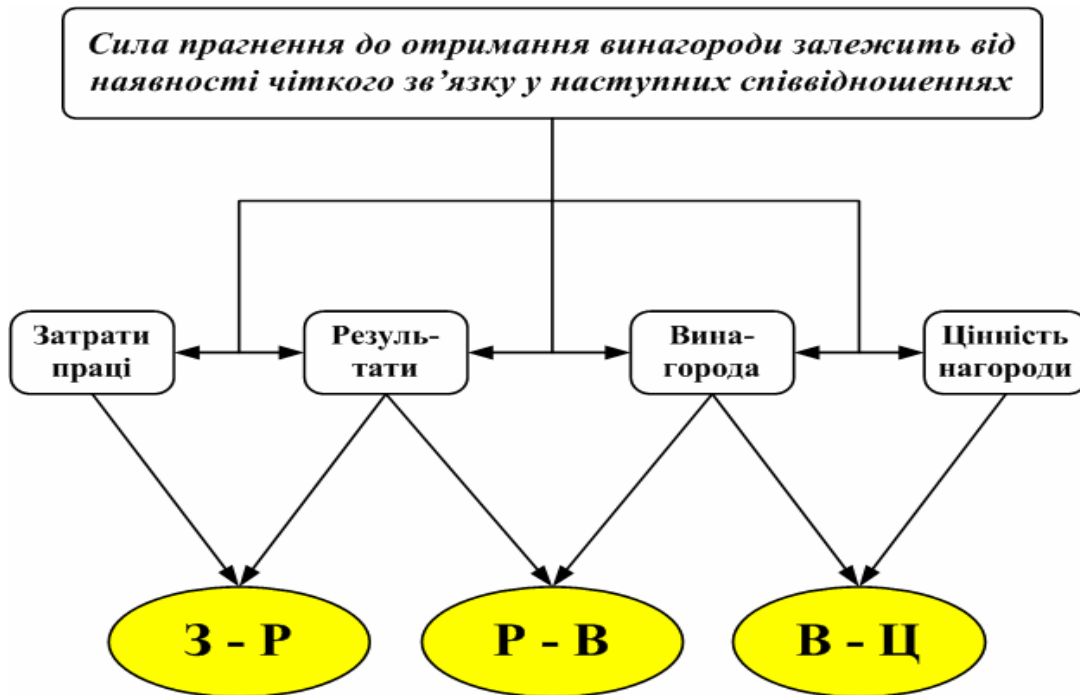 Сила прагнення до отримання винагороди залежить від
наявності чіткого зв’язку у наступних співвідношеннях
Затрати
праці
Резуль-
тати
Вина-
города
Цінність
нагороди
З - Р
Р - В
В - Ц